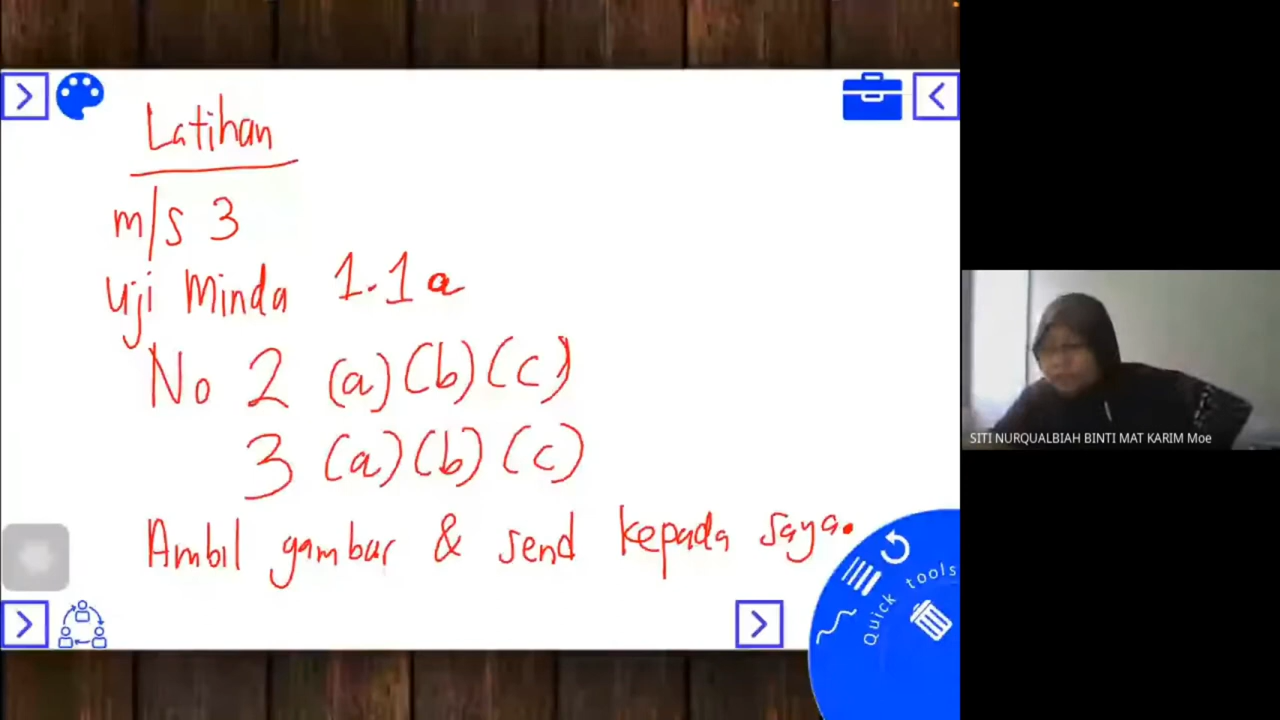 Latihan
m/s 3
Uji Minda 1.1a
No 2 (a)(b)(c)
3 (a)(b)(c)
Ambil gambar & send kepada saya.
Quick tools
SITI NURQUALBIAH BINTI MAT KARIM Moe